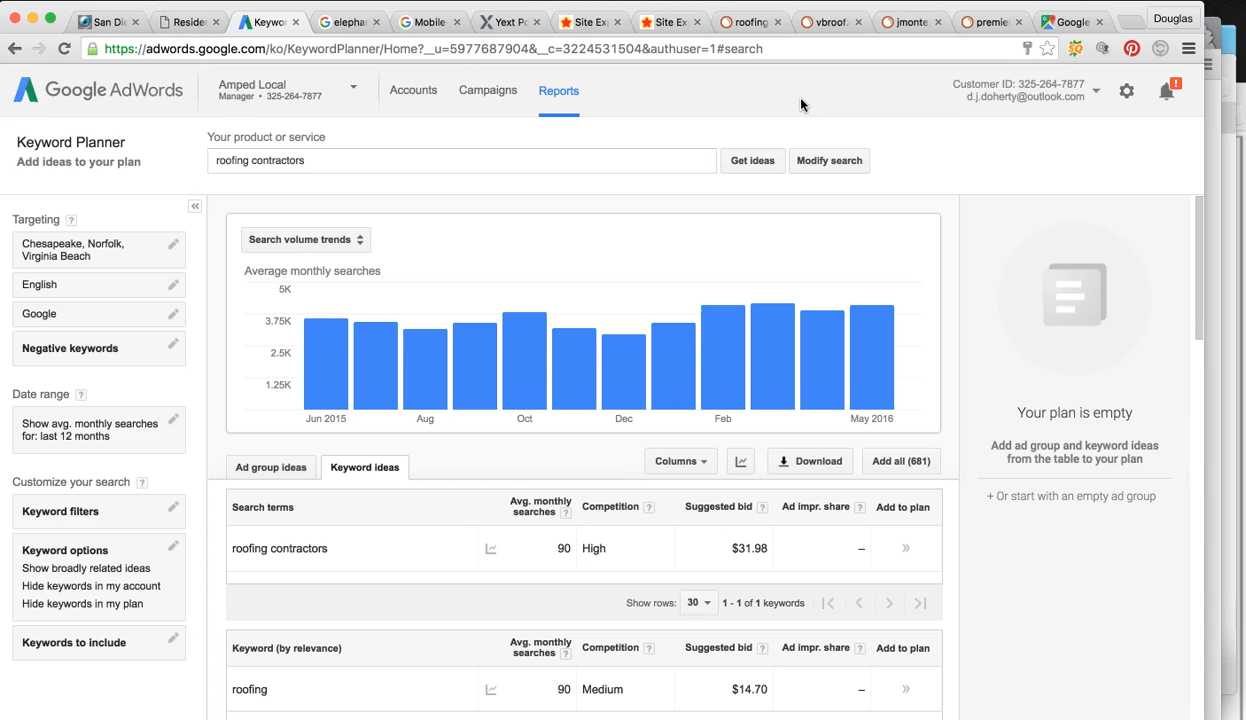 San Di
Resider
Keywo
elephar
Mobile-
Yext Po
Site Exp
Site Exp
roofing
vbroof.
jmonte
premie
Google
Douglas
https://adwords.google.com/ko/KeywordPlanner/Home?__u=5977687904&__c=3224531504&authuser=1#search
Google AdWords
Amped Local
Manager • 325-264-7877
Accounts
Campaigns
Reports
Customer ID: 325-264-7877
d.j.doherty@outlook.com
!
Keyword Planner
Add ideas to your plan
Your product or service
roofing contractors
Get ideas
Modify search
«
Targeting ?
Chesapeake, Norfolk,
Virginia Beach
English
Google
Negative keywords
Date range ?
Show avg. monthly searches
for: last 12 months
Customize your search ?
Keyword filters
Keyword options
Show broadly related ideas
Hide keywords in my account
Hide keywords in my plan
Keywords to include
Search volume trends
Average monthly searches
5K
3.75K
2.5K
1.25K
Jun 2015 Aug Oct Dec Feb May 2016
Ad group ideas
Keyword ideas
Columns
Download
Add all (681)
Search terms
Avg. monthly
searches ?
Competition ?
Suggested bid ?
Ad impr. share ?
Add to plan
roofing contractors 90 High $31.98 – »
Show rows: 30 1 - 1 of 1 keywords
Keyword (by relevance)
Avg. monthly
searches ?
Competition ?
Suggested bid ?
Ad impr. share ?
Add to plan
roofing 90 Medium $14.70 – »
Your plan is empty
Add ad group and keyword ideas
from the table to your plan
+ Or start with an empty ad group